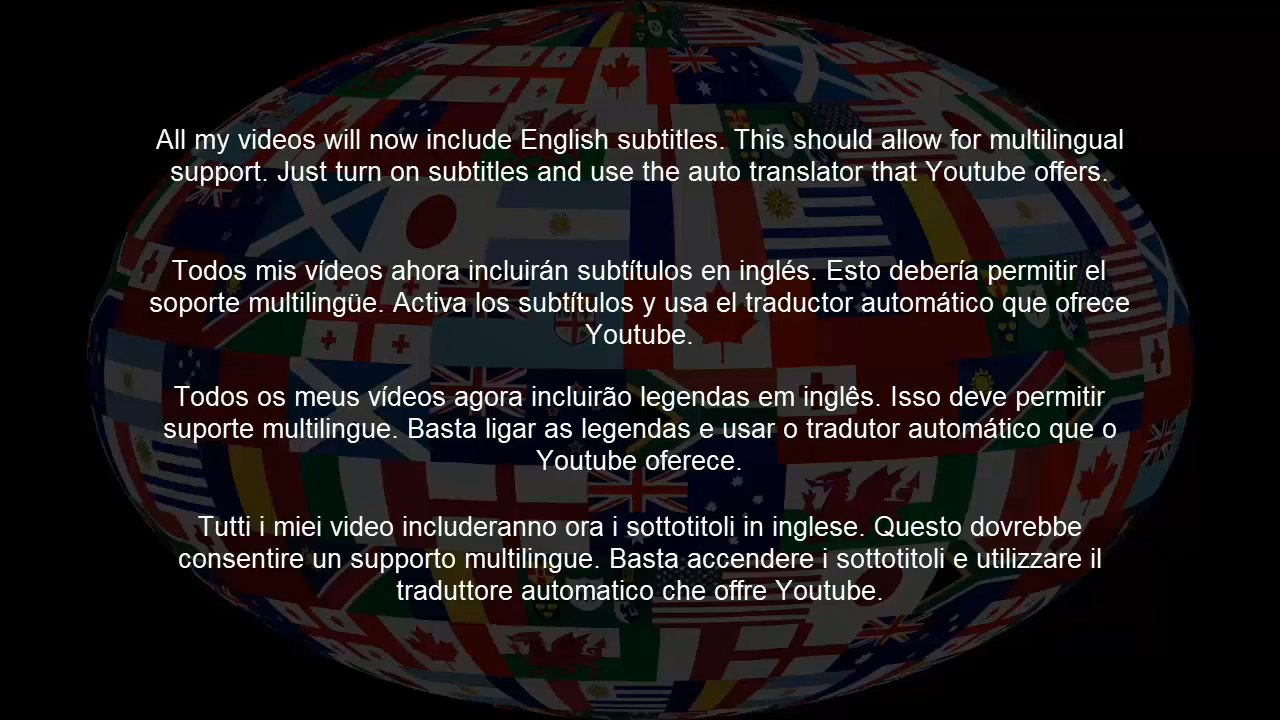 All my videos will now include English subtitles. This should allow for multilingual
support. Just turn on subtitles and use the auto translator that Youtube offers.
Todos mis vídeos ahora incluirán subtítulos en inglés. Esto debería permitir el
soporte multilingüe. Activa los subtítulos y usa el traductor automático que ofrece
Youtube.
Todos os meus vídeos agora incluirão legendas em inglês. Isso deve permitir
suporte multilingue. Basta ligar as legendas e usar o tradutor automático que o
Youtube oferece.
Tutti i miei video includeranno ora i sottotitoli in inglese. Questo dovrebbe
consentire un supporto multilingue. Basta accendere i sottotitoli e utilizzare il
traduttore automatico che offre Youtube.